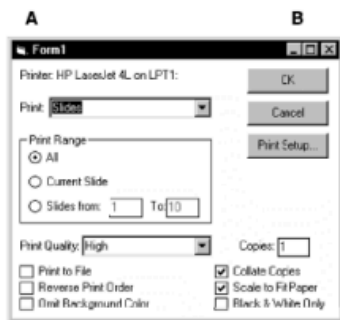 A B
Form1
Printer: HP LaserJet 4L on LPT1:
OK
Print: Slides
Cancel
Print Range
Print Setup...
All
Current Slide
Slides from: 1 To: 10
Print Quality: High Copies: 1
Print to File Collate Copies
Reverse Print Order Scale to Fit Paper
Omit Background Color Black & White Only